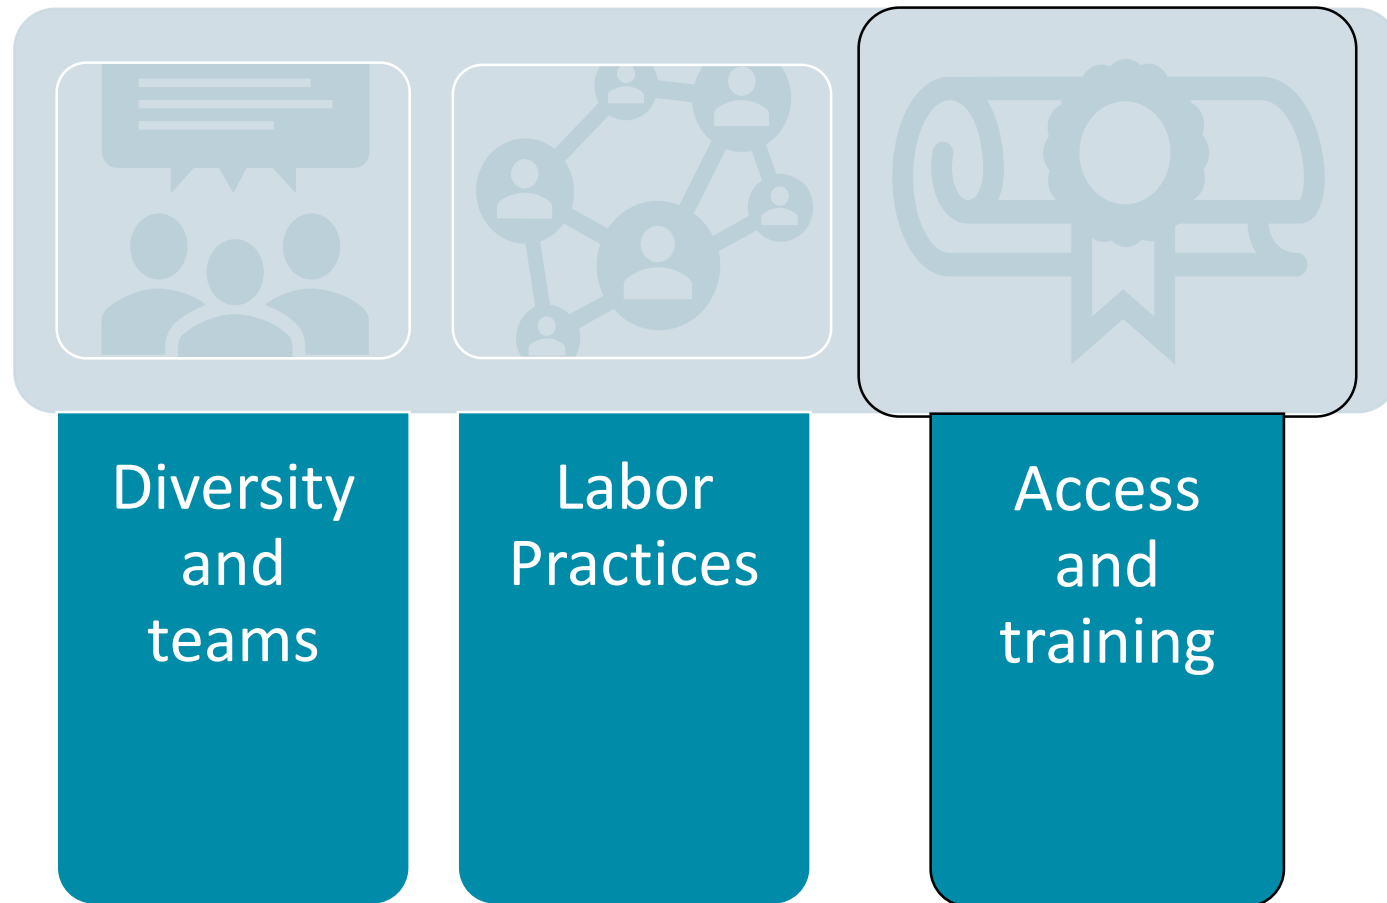 Diversity
and
teams
Labor
Practices
Access
and
training